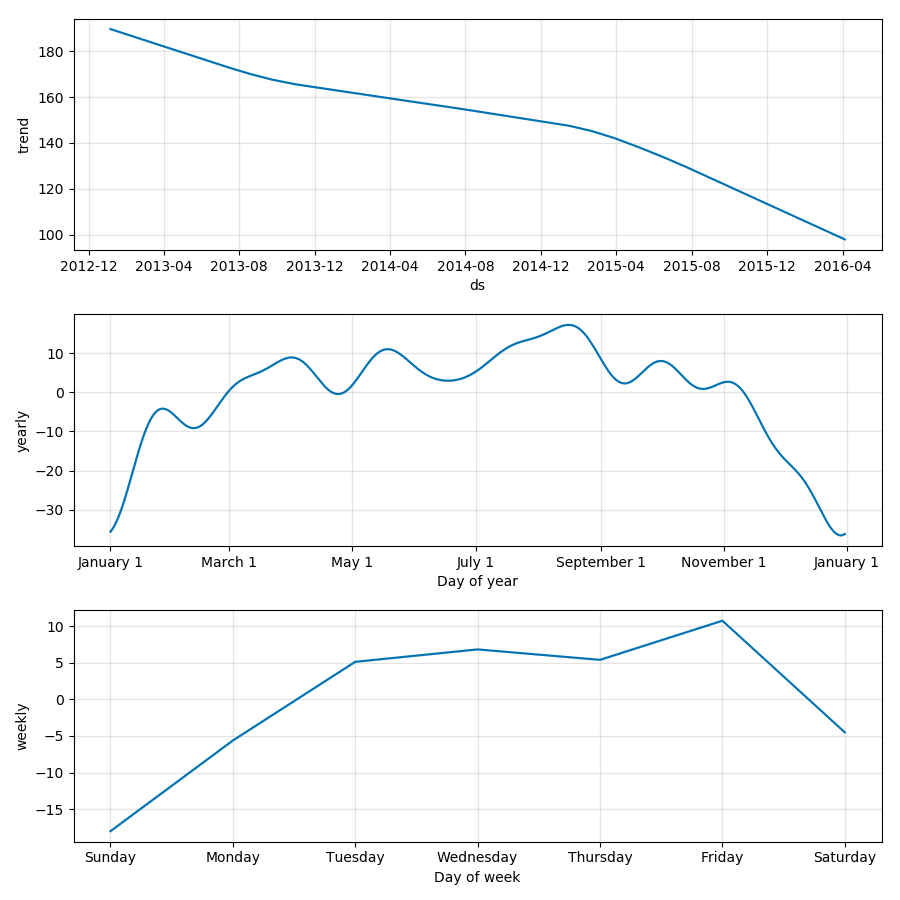 180
160
140
120
100
trend
2012-12 2013-04 2013-08 2013-12 2014-04 2014-08 2014-12 2015-04 2015-08 2015-12 2016-04
ds
10
0
−10
−20
−30
yearly
January 1 March 1 May 1 July 1 September 1 November 1 January 1
Day of year
10
5
0
−5
−10
−15
weekly
Sunday Monday Tuesday Wednesday Thursday Friday Saturday
Day of week